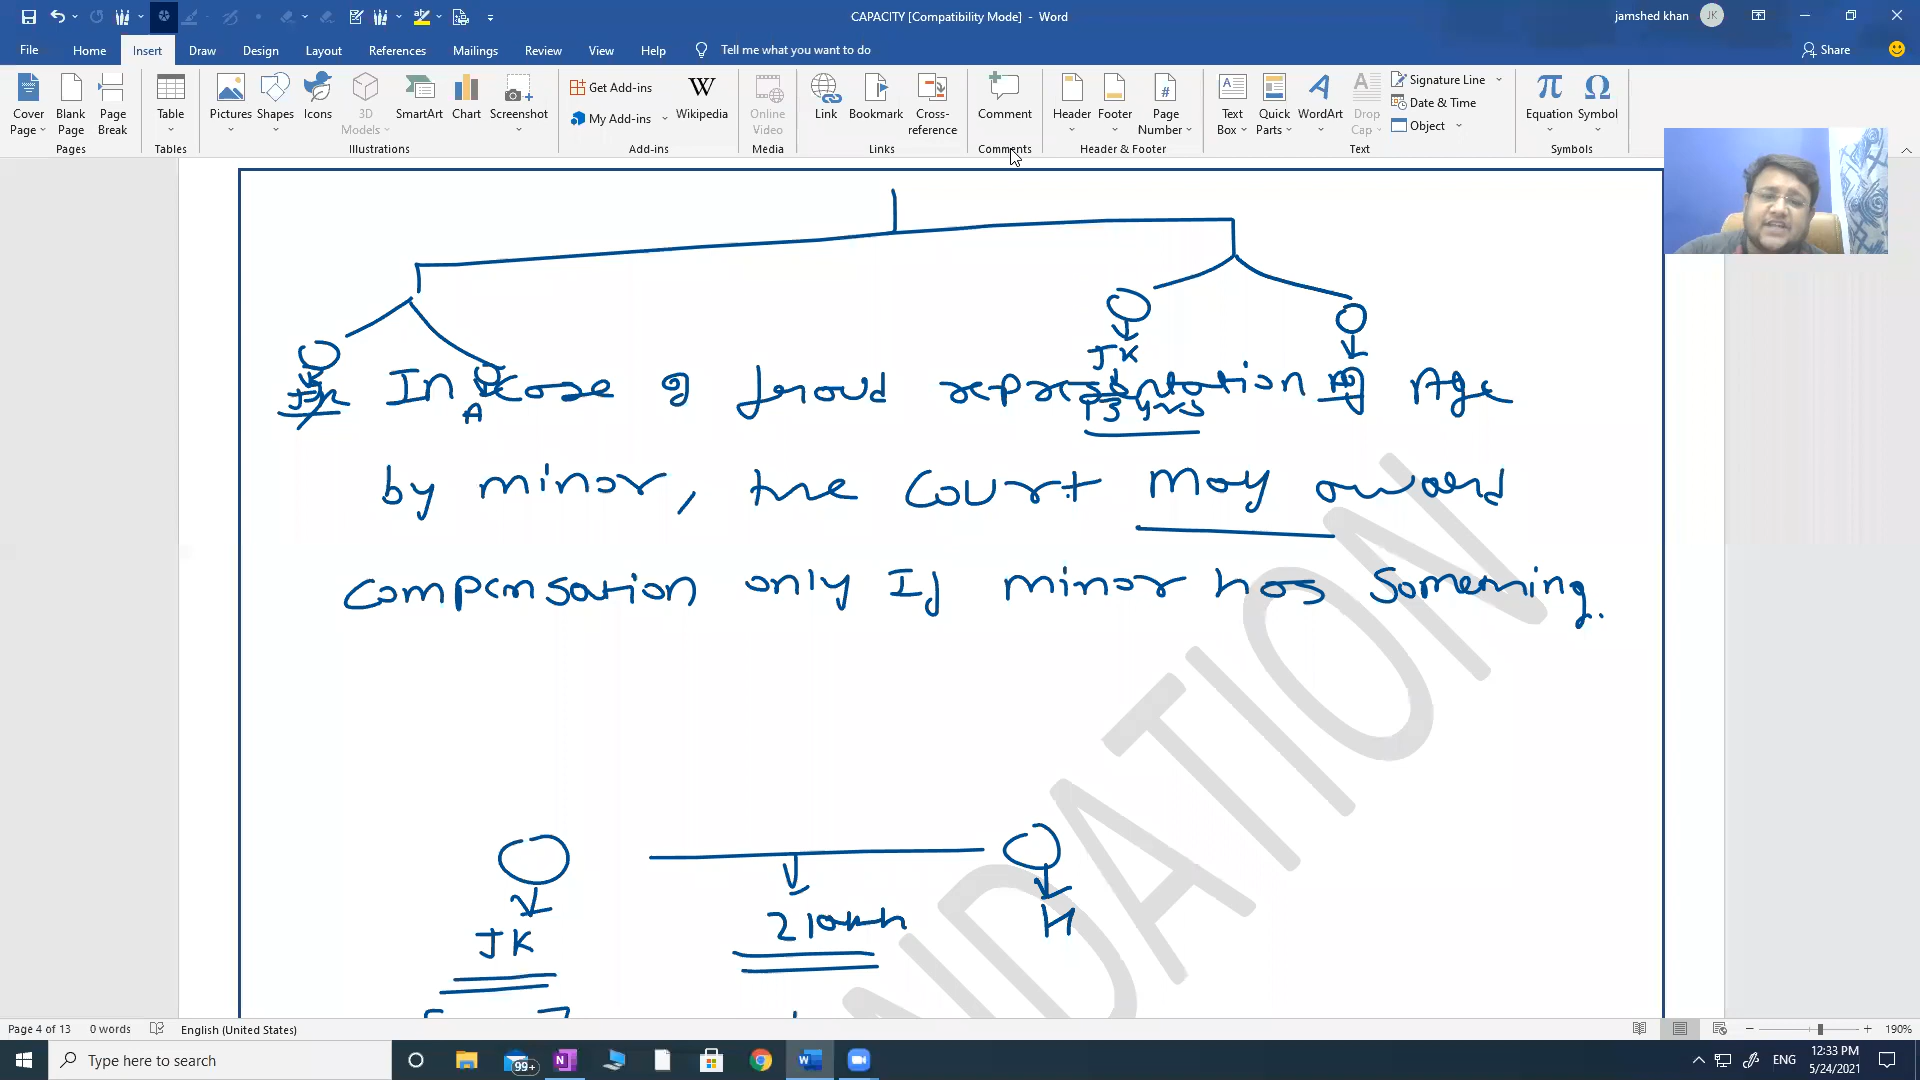 CAPACITY [Compatibility Mode] - Word
jamshed khan JK
File Home Insert Draw Design Layout References Mailings Review View Help Tell me what you want to do Share
Cover Page Blank Page Page Break Table Pictures Shapes Icons 3D Models SmartArt Chart Screenshot Get Add-ins My Add-ins W Wikipedia Online Video Link Bookmark Cross-reference Comment Header Footer Page Number Text Box Quick Parts WordArt Drop Cap Signature Line Date & Time Object Equation Symbol
Pages Tables Illustrations Add-ins Media Links Comments Header & Footer Text Symbols
JK
JK In case of fraud representation of Age
A 13 yrs
by minor, the Court May award
compensation only If minor has something.
JK 2 lakh H
NDATION
Page 4 of 13 0 words English (United States) 190%
Type here to search 99+ ENG 12:33 PM
5/24/2021